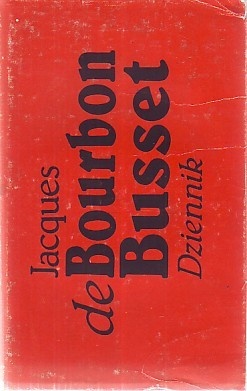 Jacques
de Bourbon
Busset
Dziennik